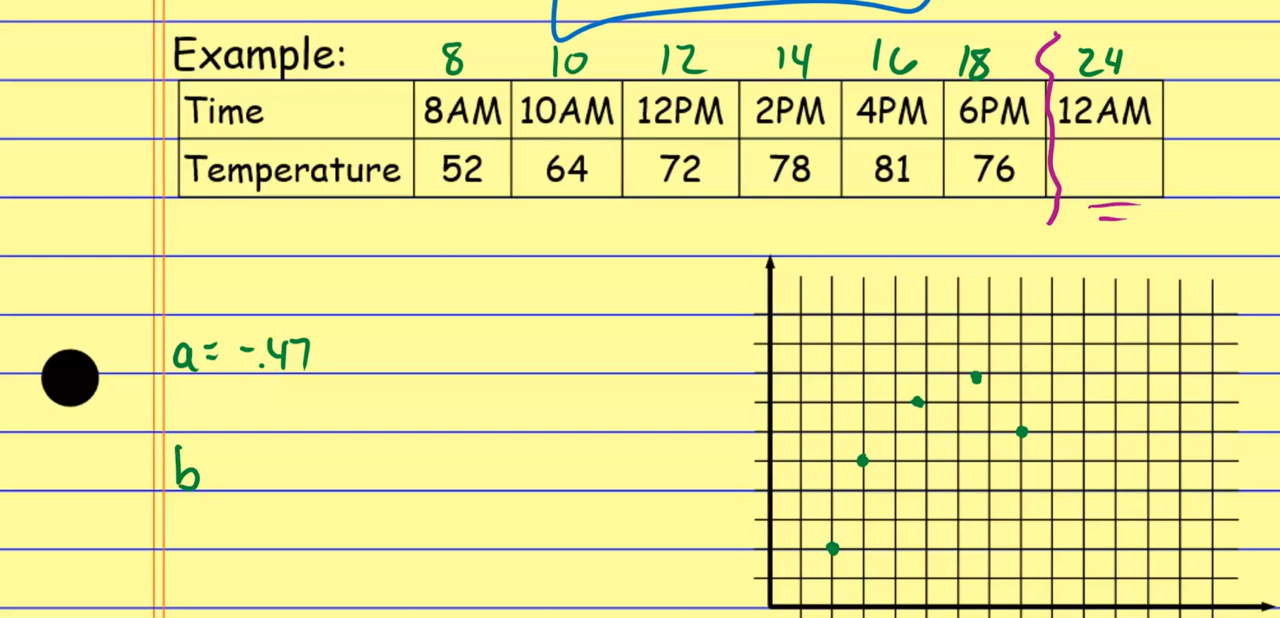 Example: 8 10 12 14 16 18 24
Time 8AM 10AM 12PM 2PM 4PM 6PM 12AM
Temperature 52 64 72 78 81 76
a= -.47
b